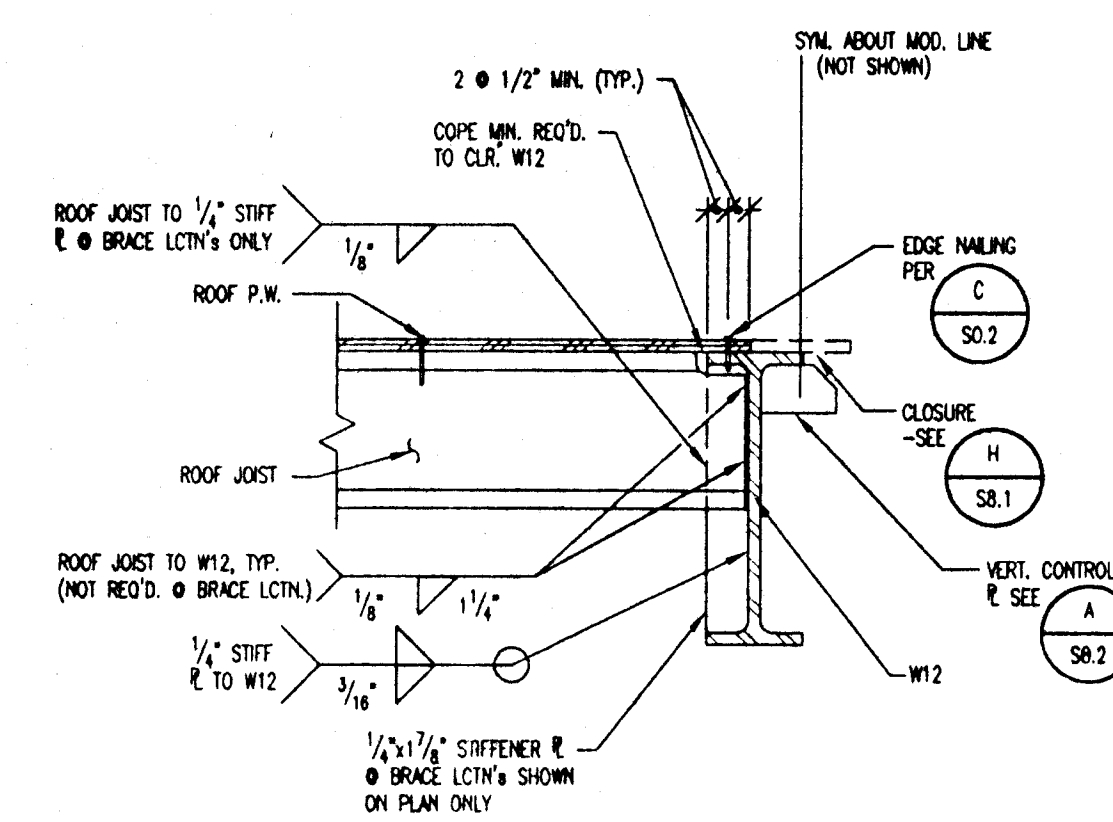 SYM. ABOUT MOD. LINE
(NOT SHOWN)
2 @ 1/2" MIN. (TYP.)
COPE MIN. REQ'D.
TO CLR. W12
ROOF JOIST TO 1/4" STIFF
PL @ BRACE LCTN's ONLY
1/8"
EDGE NAILING
PER
C
S0.2
ROOF P.W.
CLOSURE
-SEE
H
S8.1
ROOF JOIST
ROOF JOIST TO W12, TYP.
(NOT REQ'D. @ BRACE LCTN.)
1/8"
1 1/4"
VERT. CONTROL
PL SEE
A
S8.2
1/4" STIFF
PL TO W12
3/16"
W12
1/4"x1 7/8" STIFFENER PL
@ BRACE LCTN's SHOWN
ON PLAN ONLY